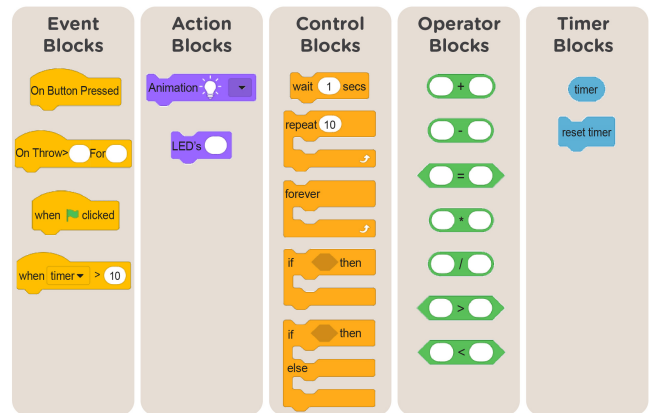 Event
Blocks
On Button Pressed
On Throw> For
when clicked
when timer > 10
Action
Blocks
Animation
LED's
Control
Blocks
wait 1 secs
repeat 10
forever
if then
if then
else
Operator
Blocks
+
-
=
*
/
>
<
Timer
Blocks
timer
reset timer